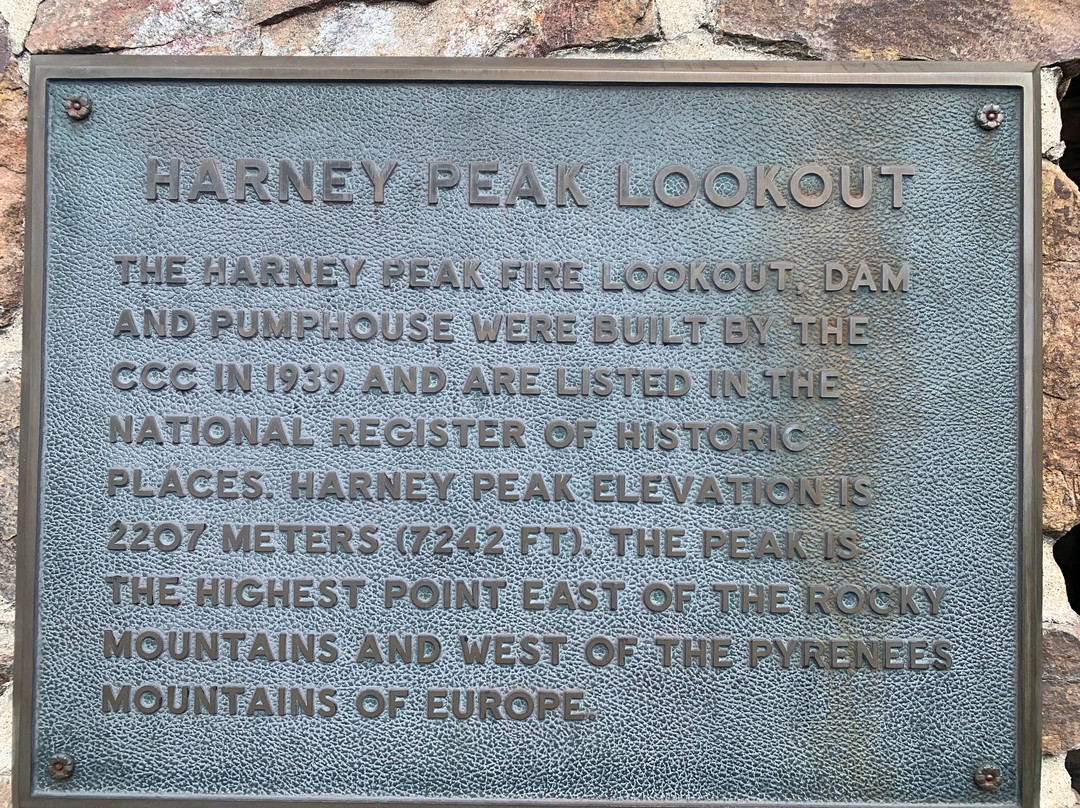 HARNEY PEAK LOOKOUT
THE HARNEY PEAK FIRE LOOKOUT, DAM
AND PUMPHOUSE WERE BUILT BY THE
CCC IN 1939 AND ARE LISTED IN THE
NATIONAL REGISTER OF HISTORIC
PLACES. HARNEY PEAK ELEVATION IS
2207 METERS (7242 FT). THE PEAK IS
THE HIGHEST POINT EAST OF THE ROCKY
MOUNTAINS AND WEST OF THE PYRENEES
MOUNTAINS OF EUROPE.